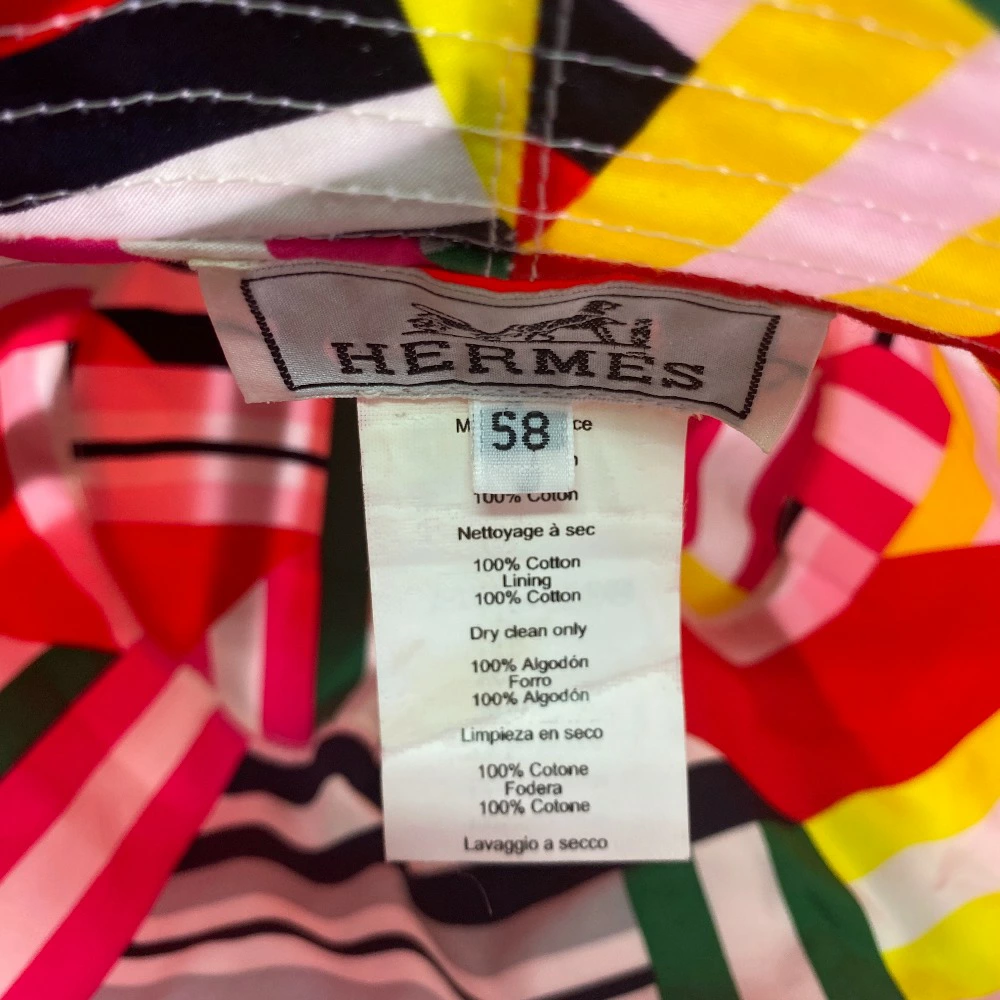 HERMES
58
100% Coton
Nettoyage à sec
100% Cotton
Lining
100% Cotton
Dry clean only
100% Algodón
Forro
100% Algodón
Limpieza en seco
100% Cotone
Fodera
100% Cotone
Lavaggio a secco